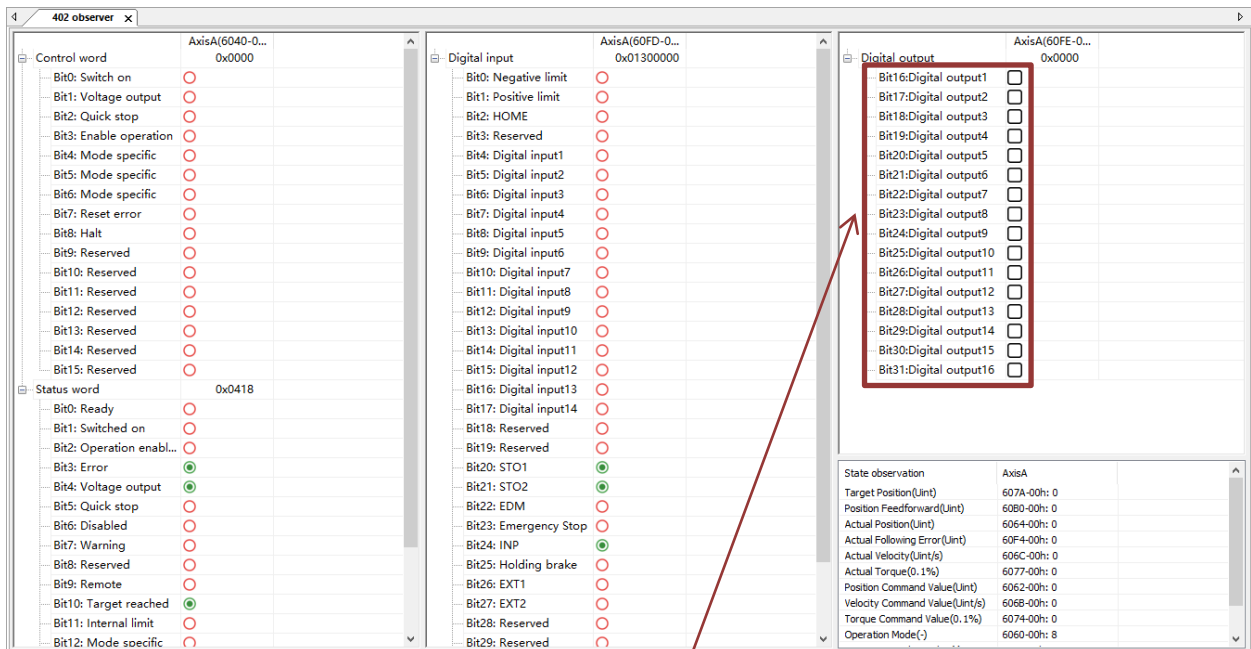 402 observer x
AxisA(6040-0...
Control word 0x0000
Bit0: Switch on
Bit1: Voltage output
Bit2: Quick stop
Bit3: Enable operation
Bit4: Mode specific
Bit5: Mode specific
Bit6: Mode specific
Bit7: Reset error
Bit8: Halt
Bit9: Reserved
Bit10: Reserved
Bit11: Reserved
Bit12: Reserved
Bit13: Reserved
Bit14: Reserved
Bit15: Reserved
Status word 0x0418
Bit0: Ready
Bit1: Switched on
Bit2: Operation enabl...
Bit3: Error
Bit4: Voltage output
Bit5: Quick stop
Bit6: Disabled
Bit7: Warning
Bit8: Reserved
Bit9: Remote
Bit10: Target reached
Bit11: Internal limit
Bit12: Mode specific
AxisA(60FD-0...
Digital input 0x01300000
Bit0: Negative limit
Bit1: Positive limit
Bit2: HOME
Bit3: Reserved
Bit4: Digital input1
Bit5: Digital input2
Bit6: Digital input3
Bit7: Digital input4
Bit8: Digital input5
Bit9: Digital input6
Bit10: Digital input7
Bit11: Digital input8
Bit12: Digital input9
Bit13: Digital input10
Bit14: Digital input11
Bit15: Digital input12
Bit16: Digital input13
Bit17: Digital input14
Bit18: Reserved
Bit19: Reserved
Bit20: STO1
Bit21: STO2
Bit22: EDM
Bit23: Emergency Stop
Bit24: INP
Bit25: Holding brake
Bit26: EXT1
Bit27: EXT2
Bit28: Reserved
Bit29: Reserved
AxisA(60FE-0...
Digital output 0x0000
Bit16:Digital output1
Bit17:Digital output2
Bit18:Digital output3
Bit19:Digital output4
Bit20:Digital output5
Bit21:Digital output6
Bit22:Digital output7
Bit23:Digital output8
Bit24:Digital output9
Bit25:Digital output10
Bit26:Digital output11
Bit27:Digital output12
Bit28:Digital output13
Bit29:Digital output14
Bit30:Digital output15
Bit31:Digital output16
State observation AxisA
Target Position(Uint) 607A-00h: 0
Position Feedforward(Uint) 60B0-00h: 0
Actual Position(Uint) 6064-00h: 0
Actual Following Error(Uint) 60F4-00h: 0
Actual Velocity(Uint/s) 606C-00h: 0
Actual Torque(0.1%) 6077-00h: 0
Position Command Value(Uint) 6062-00h: 0
Velocity Command Value(Uint/s) 606B-00h: 0
Torque Command Value(0.1%) 6074-00h: 0
Operation Mode(-) 6060-00h: 8